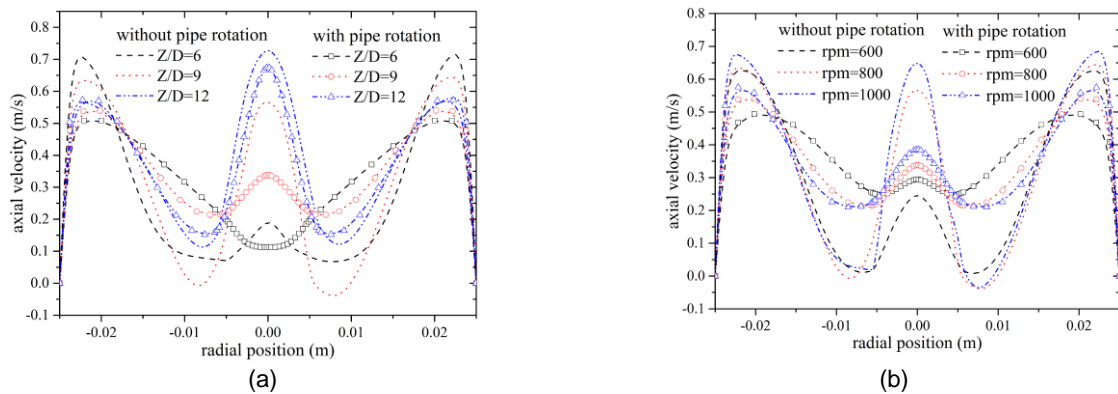 without pipe rotation with pipe rotation
Z/D=6 Z/D=6
Z/D=9 Z/D=9
Z/D=12 Z/D=12
0.8
0.7
0.6
0.5
0.4
0.3
0.2
0.1
0.0
-0.1
axial velocity (m/s)
-0.02 -0.01 0.00 0.01 0.02
radial position (m)
(a)
without pipe rotation with pipe rotation
rpm=600 rpm=600
rpm=800 rpm=800
rpm=1000 rpm=1000
0.8
0.7
0.6
0.5
0.4
0.3
0.2
0.1
0.0
-0.1
axial velocity (m/s)
-0.02 -0.01 0.00 0.01 0.02
radial position (m)
(b)